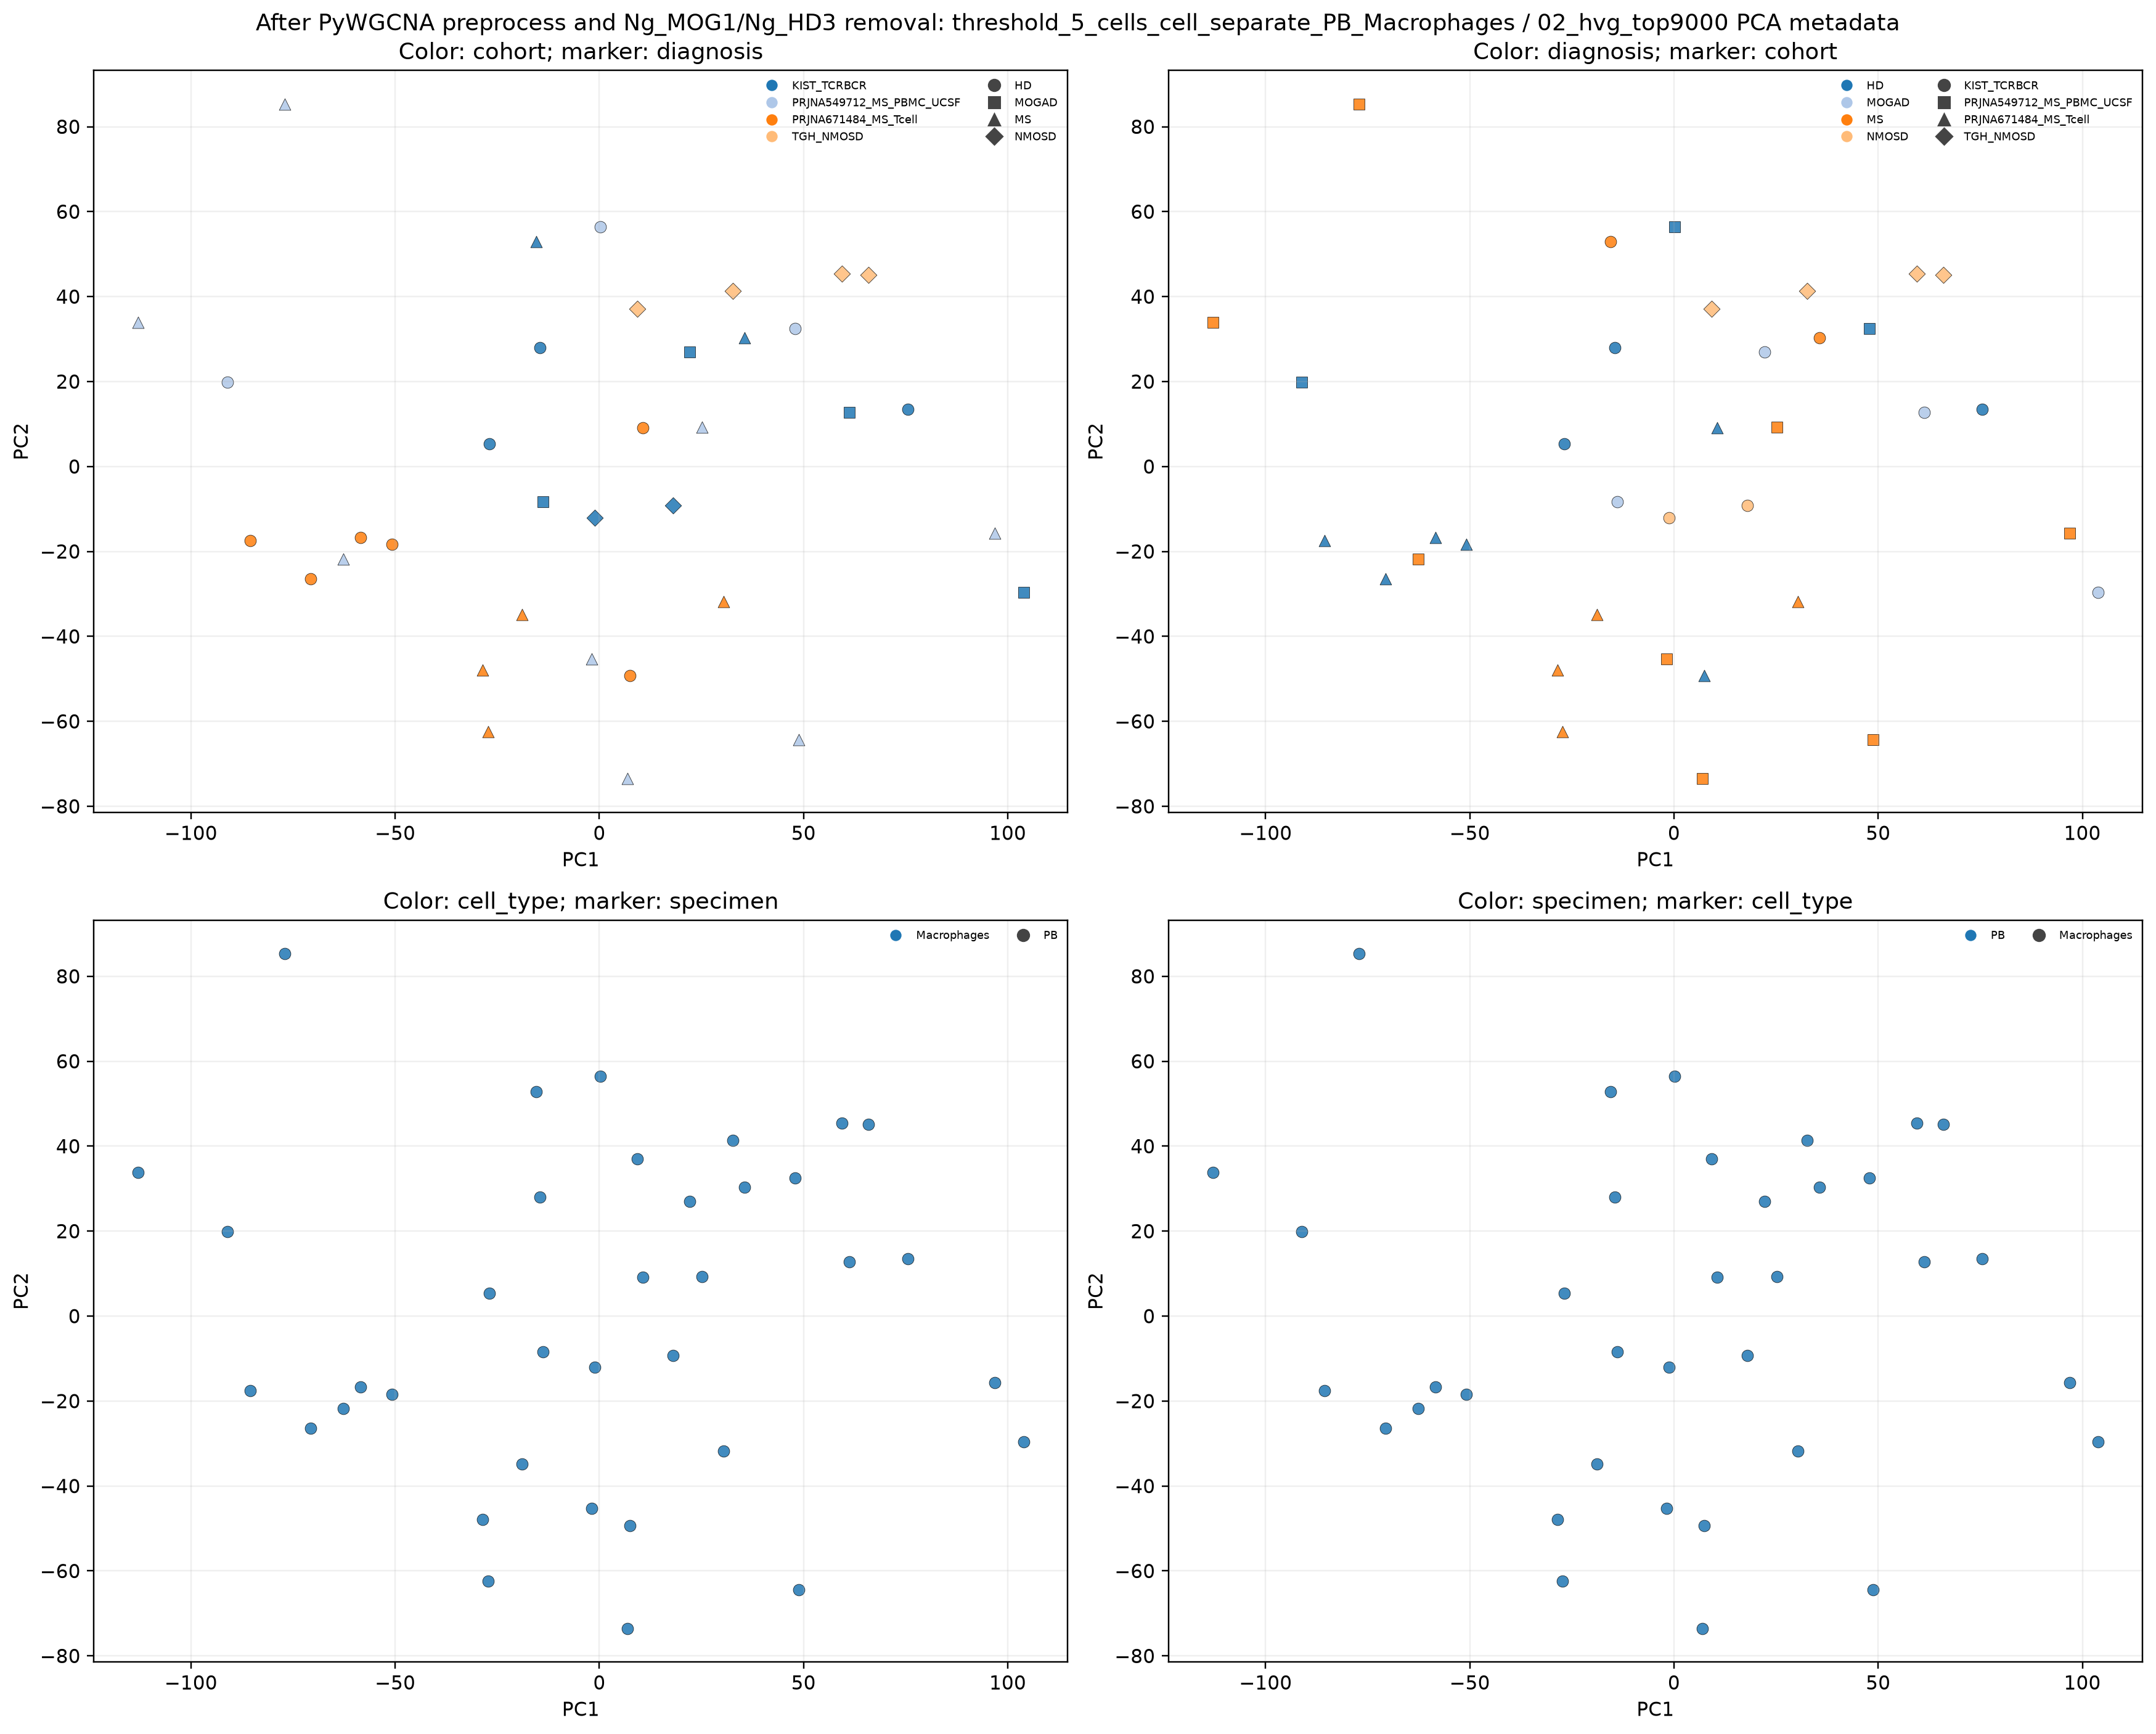 After PyWGCNA preprocess and Ng_MOG1/Ng_HD3 removal: threshold_5_cells_cell_separate_PB_Macrophages / 02_hvg_top9000 PCA metadata
Color: cohort; marker: diagnosis
KIST_TCRBCR
PRJNA549712_MS_PBMC_UCSF
PRJNA671484_MS_Tcell
TGH_NMOSD
HD
MOGAD
MS
NMOSD
PC2
80
60
40
20
0
−20
−40
−60
−80
−100
−50
0
50
100
PC1
Color: diagnosis; marker: cohort
HD
MOGAD
MS
NMOSD
KIST_TCRBCR
PRJNA549712_MS_PBMC_UCSF
PRJNA671484_MS_Tcell
TGH_NMOSD
PC2
80
60
40
20
0
−20
−40
−60
−80
−100
−50
0
50
100
PC1
Color: cell_type; marker: specimen
Macrophages
PB
PC2
80
60
40
20
0
−20
−40
−60
−80
−100
−50
0
50
100
PC1
Color: specimen; marker: cell_type
PB
Macrophages
PC2
80
60
40
20
0
−20
−40
−60
−80
−100
−50
0
50
100
PC1